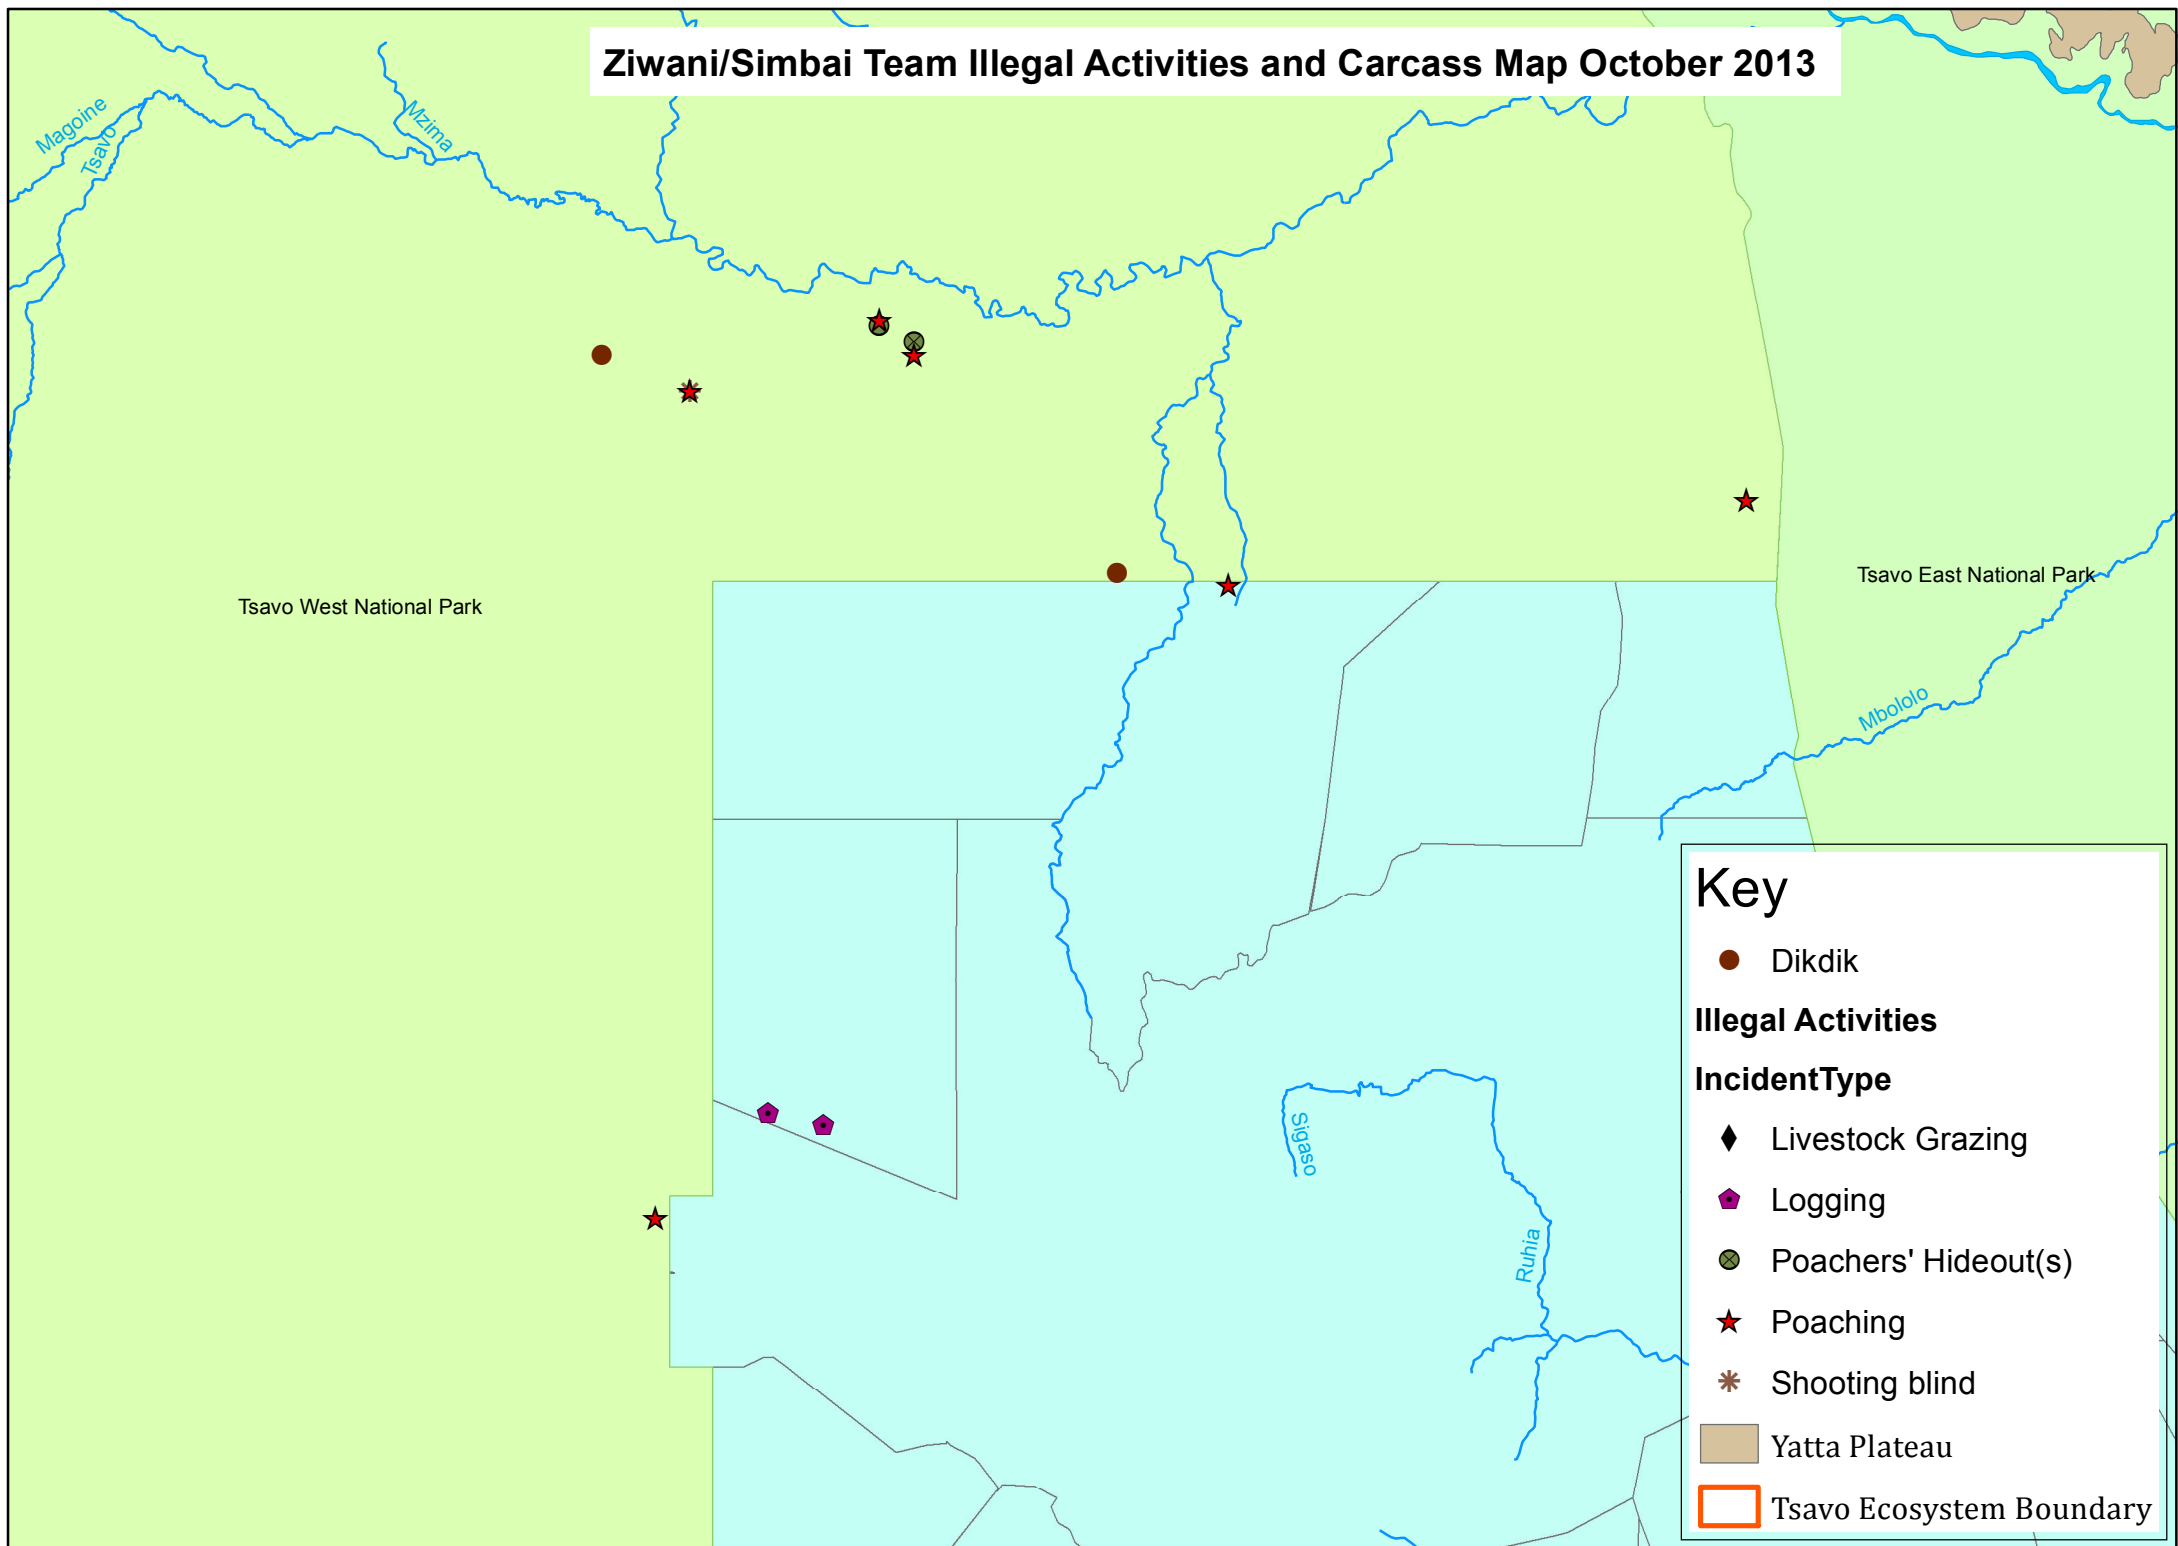 Ziwani/Simbai Team Illegal Activities and Carcass Map October 2013
Magoine
Tsavo
Mzima
Tsavo West National Park
Tsavo East National Park
Mbololo
Sigaso
Ruhia
Key
Dikdik
Illegal Activities
IncidentType
Livestock Grazing
Logging
Poachers' Hideout(s)
Poaching
Shooting blind
Yatta Plateau
Tsavo Ecosystem Boundary